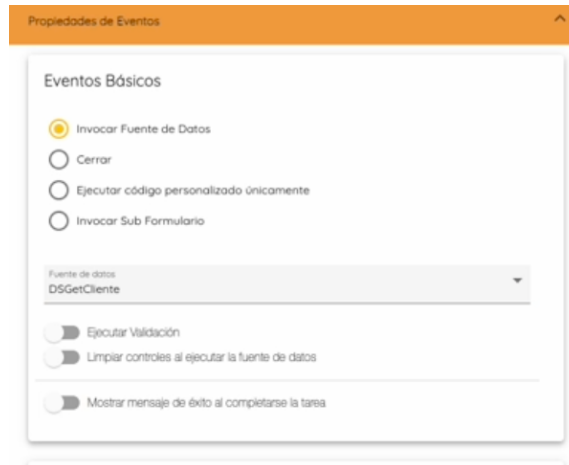 Propiedades de Eventos
Eventos Básicos
Invocar Fuente de Datos
Cerrar
Ejecutar código personalizado únicamente
Invocar Sub Formulario
Fuente de datos
DSGetCliente
Ejecutar Validación
Limpiar controles al ejecutar la fuente de datos
Mostrar mensaje de éxito al completarse la tarea